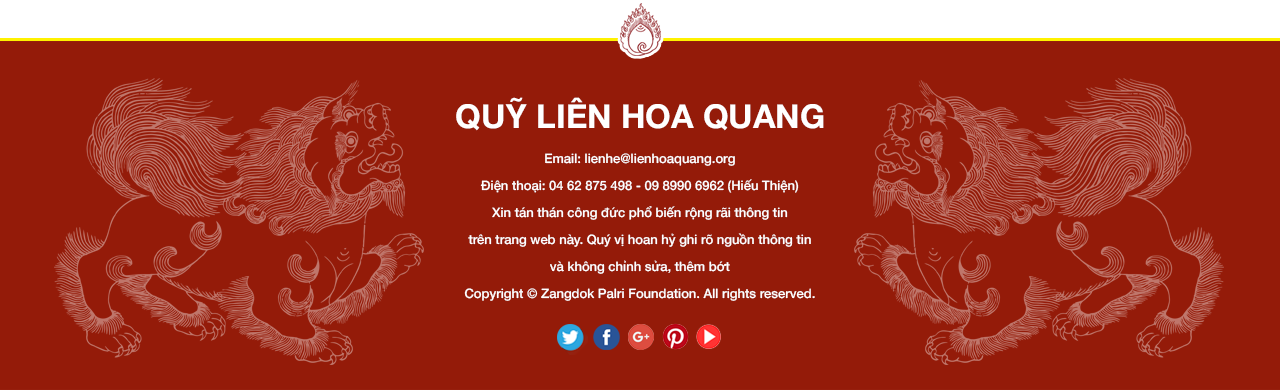 QUỸ LIÊN HOA QUANG
Email: lienhe@lienhoaquang.org
Điện thoại: 04 62 875 498 - 09 8990 6962 (Hiếu Thiện)
Xin tán thán công đức phổ biến rộng rãi thông tin
trên trang web này. Quý vị hoan hỷ ghi rõ nguồn thông tin
và không chỉnh sửa, thêm bớt
Copyright © Zangdok Palri Foundation. All rights reserved.